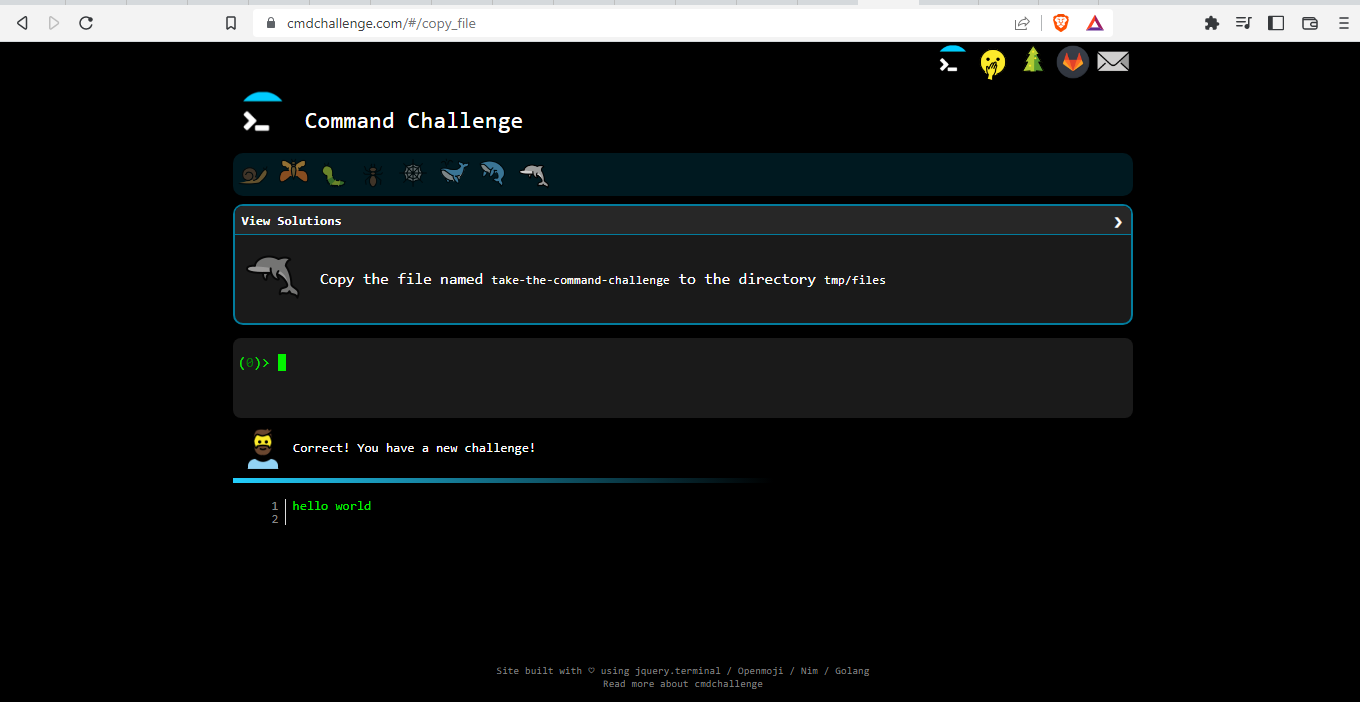 cmdchallenge.com/#/copy_file
Command Challenge
View Solutions
Copy the file named take-the-command-challenge to the directory tmp/files
(0)>
Correct! You have a new challenge!
1 hello world
2
Site built with ♡ using jquery.terminal / Openmoji / Nim / Golang
Read more about cmdchallenge